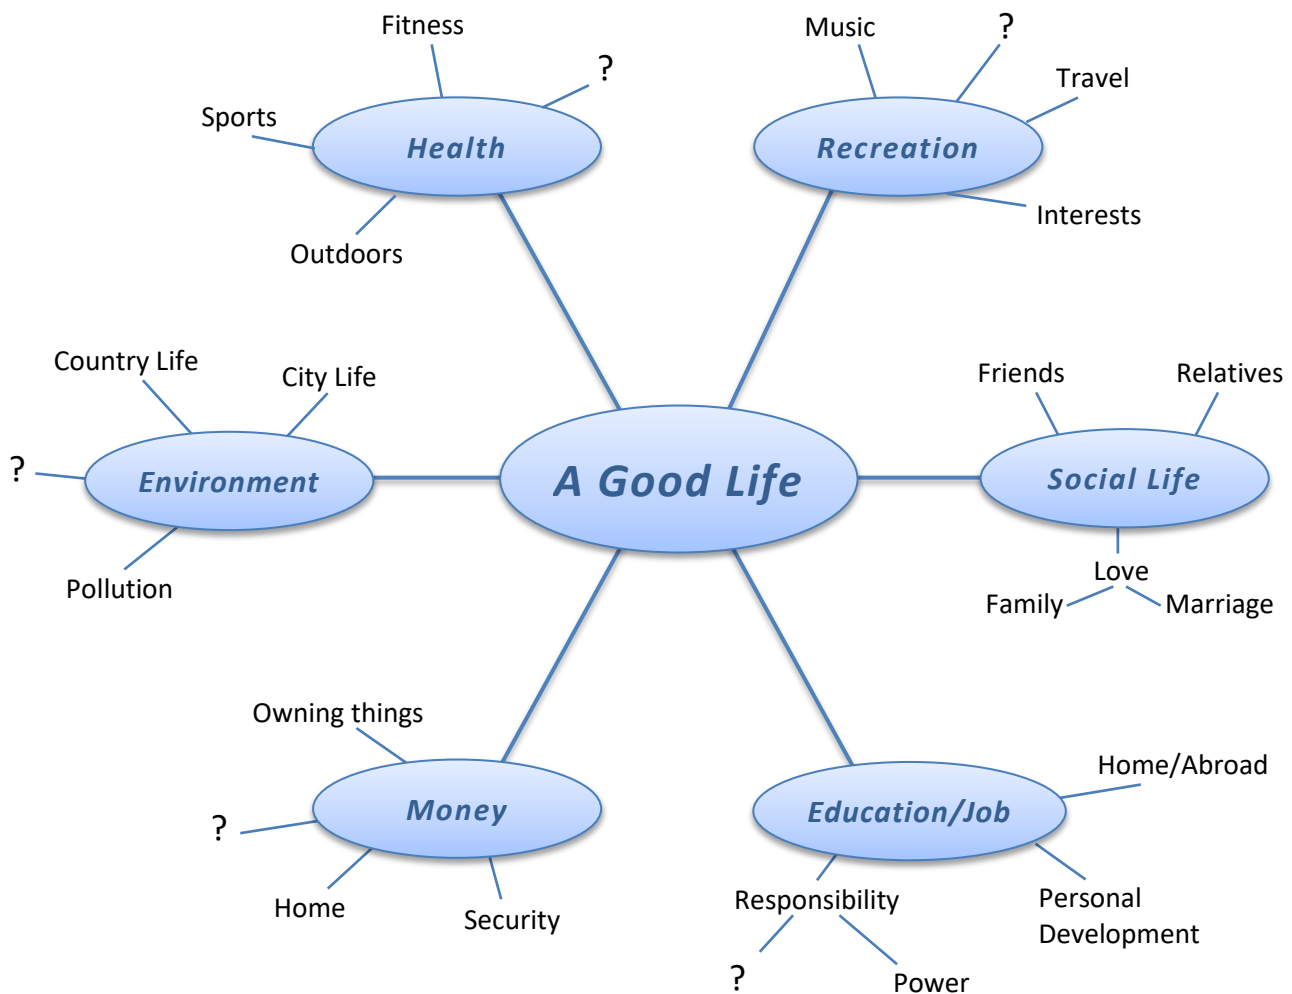 Fitness
Music
?
?
Travel
Sports
Health
Recreation
Interests
Outdoors
Country Life
City Life
Friends
Relatives
?
Environment
A Good Life
Social Life
Pollution
Love
Family
Marriage
Owning things
Home/Abroad
?
Money
Education/Job
Home
Security
Responsibility
Personal
Development
?
Power